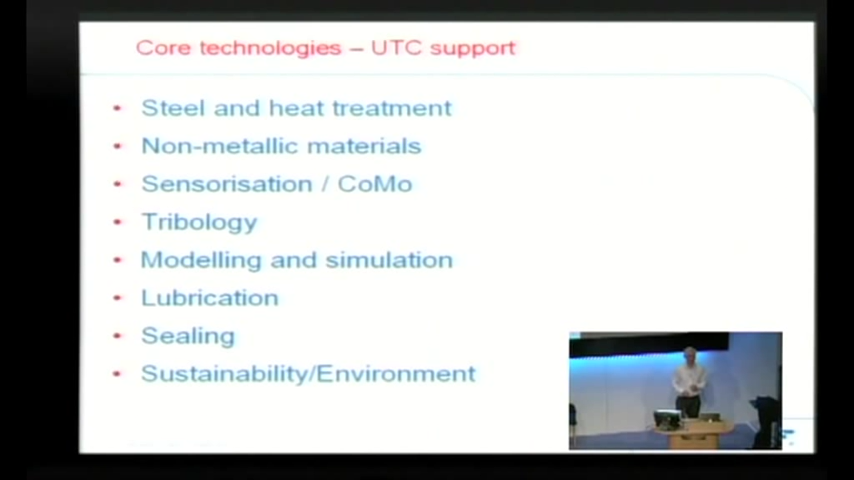 Core technologies – UTC support
• Steel and heat treatment
• Non-metallic materials
• Sensorisation / CoMo
• Tribology
• Modelling and simulation
• Lubrication
• Sealing
• Sustainability/Environment